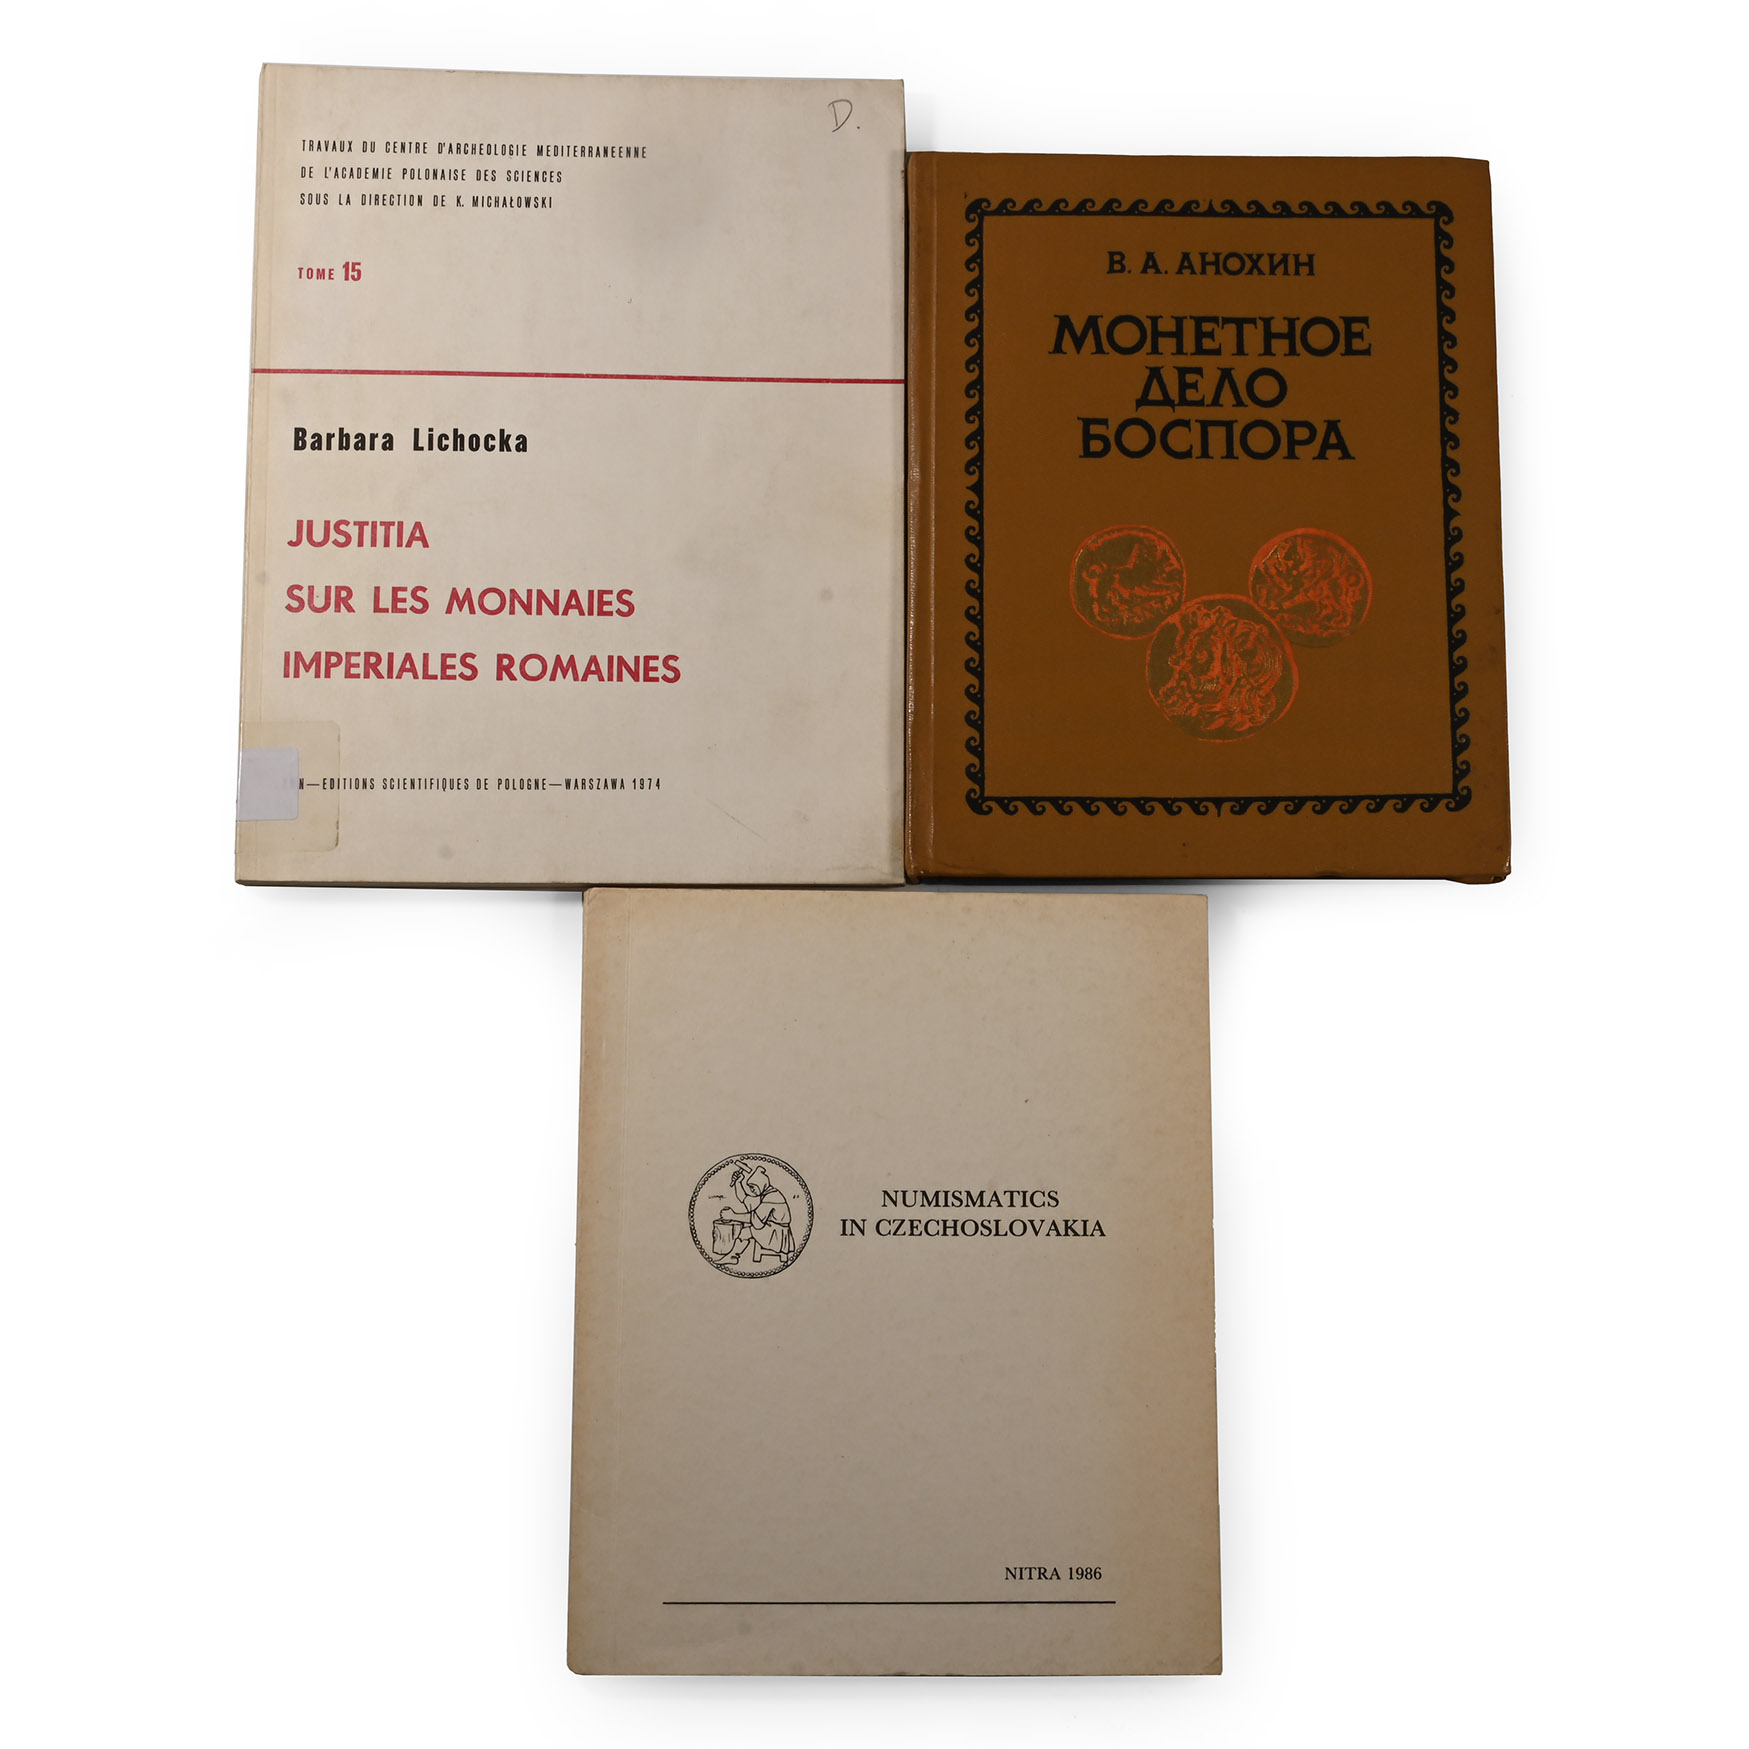 D.
TRAVAUX DU CENTRE D'ARCHEOLOGIE MEDITERRANEENNE
DE L'ACADEMIE POLONAISE DES SCIENCES
SOUS LA DIRECTION DE K. MICHAŁOWSKI
TOME 15
Barbara Lichocka
JUSTITIA
SUR LES MONNAIES
IMPERIALES ROMAINES
—EDITIONS SCIENTIFIQUES DE POLOGNE—WARSZAWA 1974
В. А. АНОХИН
МОНЕТНОЕ
ДЕЛО
БОСПОРА
NUMISMATICS
IN CZECHOSLOVAKIA
NITRA 1986